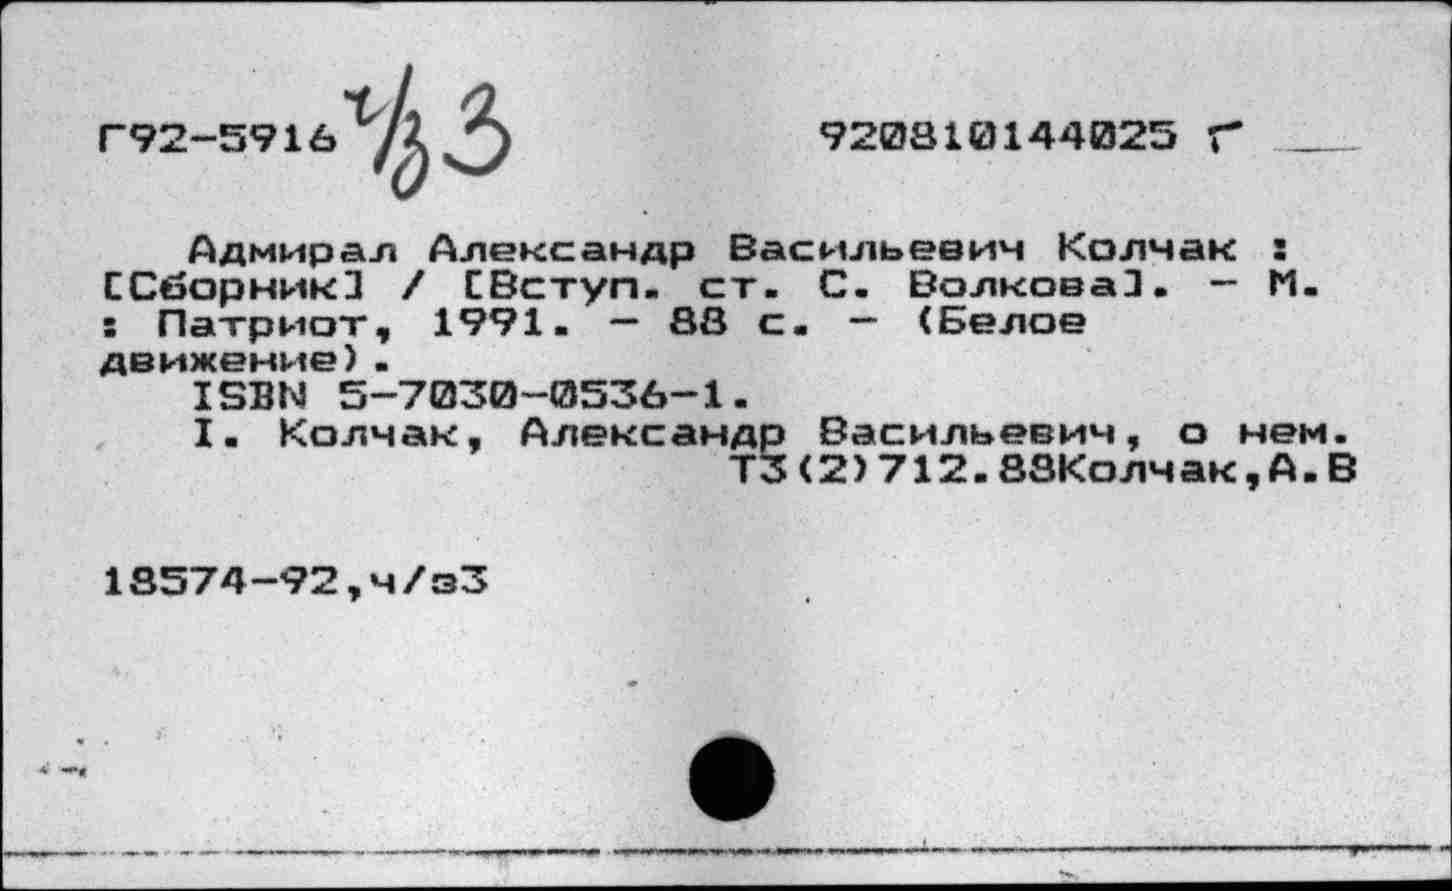 Г92-5916 ч/з3 920810144025 Г
Адмирал Александр Васильевич Колчак :
[Сборник] / [Вступ. ст. С. Волкова]. - М.
: Патриот, 1991. - 88 с. - (Белое
движение).
ISBN 5-7030-0536-1.
I. Колчак, Александр Васильевич, о нем.
Т3(2)712.88Колчак,А.В
18574-92,ч/з3